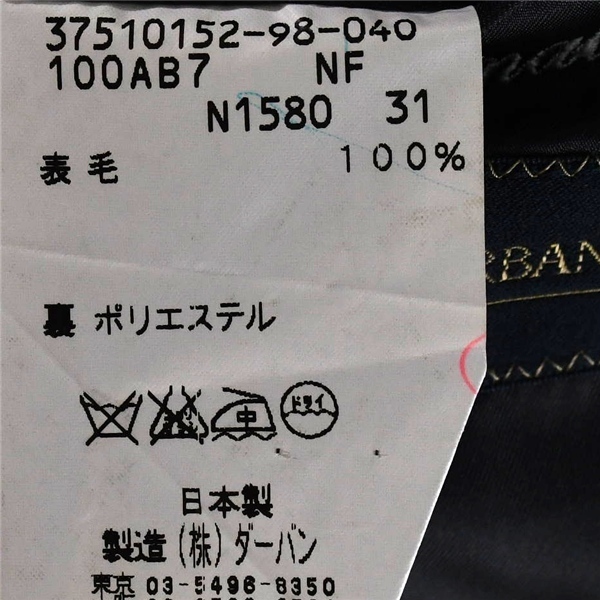 37510152-98-040
100AB7 NF
N1580 31
表 毛 100%
裏 ポリエステル
中 ドライ
日本製
製造(株)ダーバン
東京 03-5496-8350
RBAN